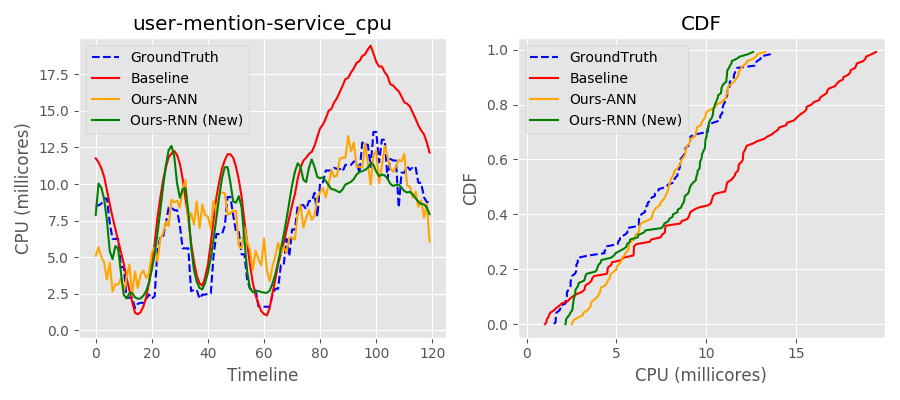 user-mention-service_cpu
GroundTruth
Baseline
Ours-ANN
Ours-RNN (New)
CPU (millicores)
17.5
15.0
12.5
10.0
7.5
5.0
2.5
0.0
0
20
40
60
80
100
120
Timeline
CDF
GroundTruth
Baseline
Ours-ANN
Ours-RNN (New)
CDF
1.0
0.8
0.6
0.4
0.2
0.0
0
5
10
15
CPU (millicores)